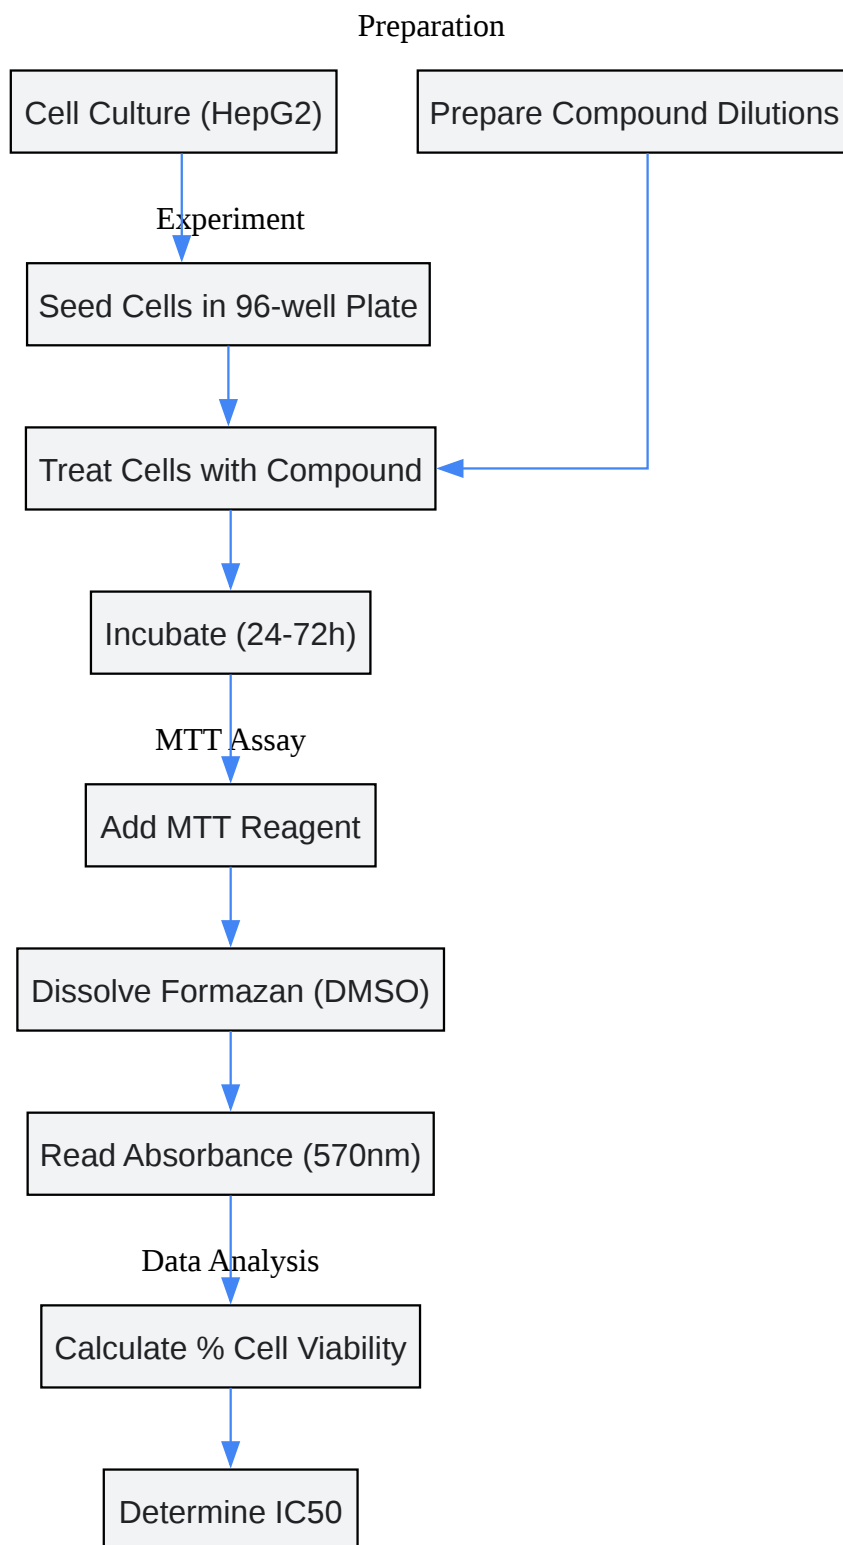 Preparation
Cell Culture (HepG2)
Prepare Compound Dilutions
Experiment
Seed Cells in 96-well Plate
Treat Cells with Compound
Incubate (24-72h)
MTT Assay
Add MTT Reagent
Dissolve Formazan (DMSO)
Read Absorbance (570nm)
Data Analysis
Calculate % Cell Viability
Determine IC50